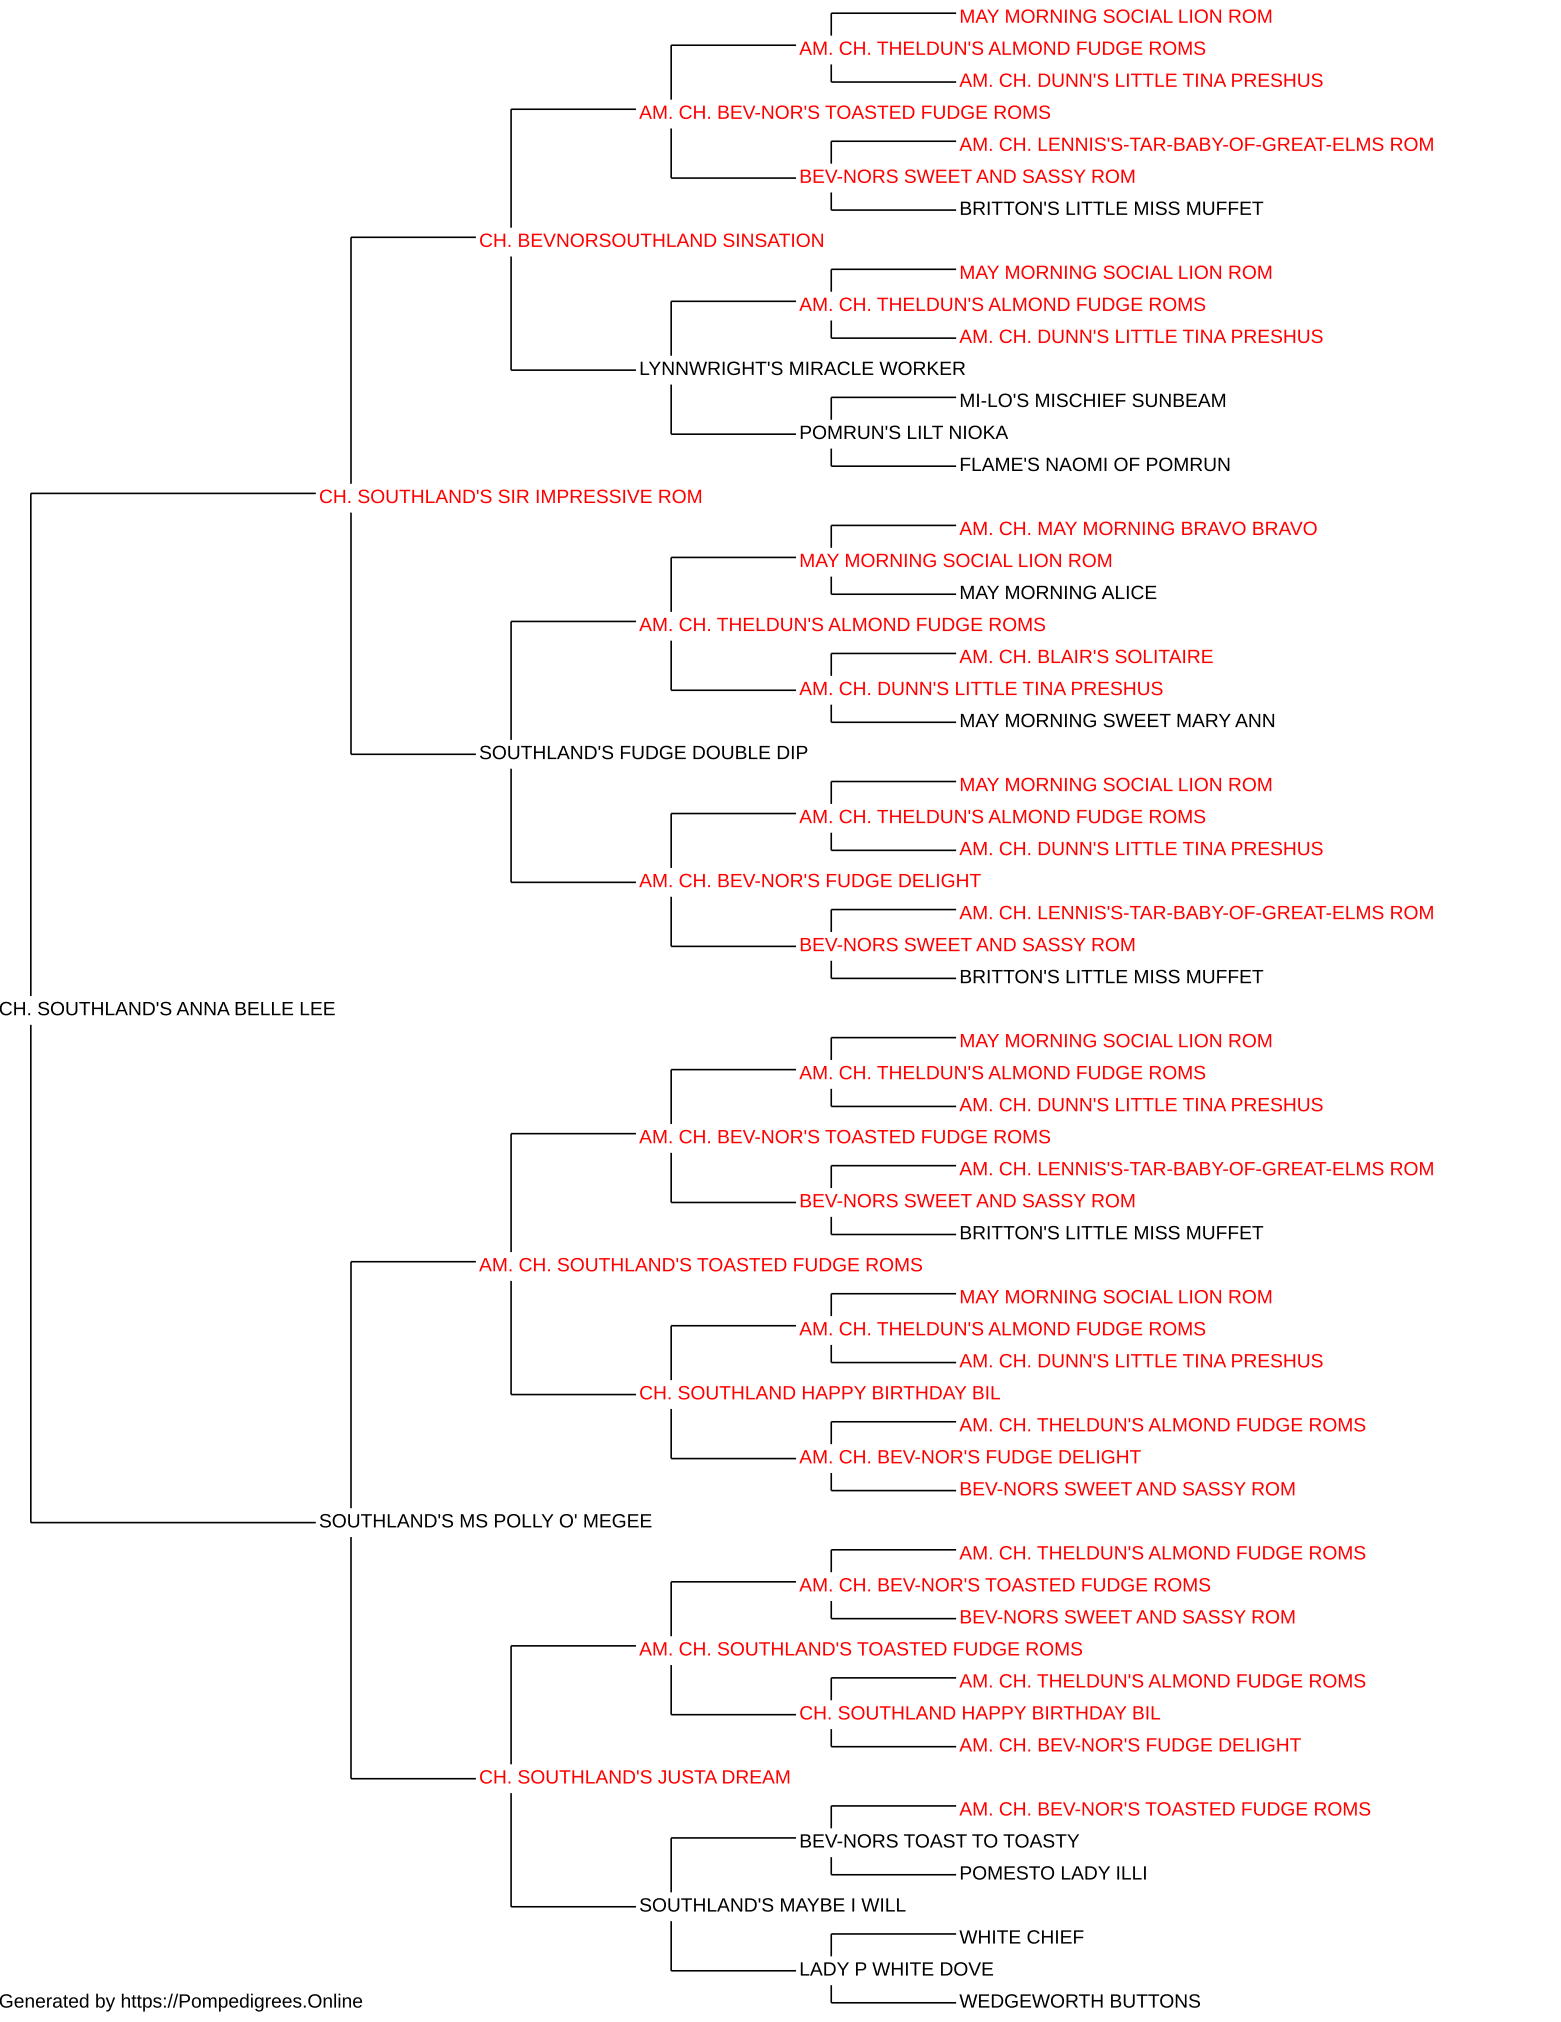 MAY MORNING SOCIAL LION ROM
AM. CH. THELDUN'S ALMOND FUDGE ROMS
AM. CH. DUNN'S LITTLE TINA PRESHUS
AM. CH. BEV-NOR'S TOASTED FUDGE ROMS
AM. CH. LENNIS'S-TAR-BABY-OF-GREAT-ELMS ROM
BEV-NORS SWEET AND SASSY ROM
BRITTON'S LITTLE MISS MUFFET
CH. BEVNORSOUTHLAND SINSATION
MAY MORNING SOCIAL LION ROM
AM. CH. THELDUN'S ALMOND FUDGE ROMS
AM. CH. DUNN'S LITTLE TINA PRESHUS
LYNNWRIGHT'S MIRACLE WORKER
MI-LO'S MISCHIEF SUNBEAM
POMRUN'S LILT NIOKA
FLAME'S NAOMI OF POMRUN
CH. SOUTHLAND'S SIR IMPRESSIVE ROM
AM. CH. MAY MORNING BRAVO BRAVO
MAY MORNING SOCIAL LION ROM
MAY MORNING ALICE
AM. CH. THELDUN'S ALMOND FUDGE ROMS
AM. CH. BLAIR'S SOLITAIRE
AM. CH. DUNN'S LITTLE TINA PRESHUS
MAY MORNING SWEET MARY ANN
SOUTHLAND'S FUDGE DOUBLE DIP
MAY MORNING SOCIAL LION ROM
AM. CH. THELDUN'S ALMOND FUDGE ROMS
AM. CH. DUNN'S LITTLE TINA PRESHUS
AM. CH. BEV-NOR'S FUDGE DELIGHT
AM. CH. LENNIS'S-TAR-BABY-OF-GREAT-ELMS ROM
BEV-NORS SWEET AND SASSY ROM
BRITTON'S LITTLE MISS MUFFET
CH. SOUTHLAND'S ANNA BELLE LEE
MAY MORNING SOCIAL LION ROM
AM. CH. THELDUN'S ALMOND FUDGE ROMS
AM. CH. DUNN'S LITTLE TINA PRESHUS
AM. CH. BEV-NOR'S TOASTED FUDGE ROMS
AM. CH. LENNIS'S-TAR-BABY-OF-GREAT-ELMS ROM
BEV-NORS SWEET AND SASSY ROM
BRITTON'S LITTLE MISS MUFFET
AM. CH. SOUTHLAND'S TOASTED FUDGE ROMS
MAY MORNING SOCIAL LION ROM
AM. CH. THELDUN'S ALMOND FUDGE ROMS
AM. CH. DUNN'S LITTLE TINA PRESHUS
CH. SOUTHLAND HAPPY BIRTHDAY BIL
AM. CH. THELDUN'S ALMOND FUDGE ROMS
AM. CH. BEV-NOR'S FUDGE DELIGHT
BEV-NORS SWEET AND SASSY ROM
SOUTHLAND'S MS POLLY O' MEGEE
AM. CH. THELDUN'S ALMOND FUDGE ROMS
AM. CH. BEV-NOR'S TOASTED FUDGE ROMS
BEV-NORS SWEET AND SASSY ROM
AM. CH. SOUTHLAND'S TOASTED FUDGE ROMS
AM. CH. THELDUN'S ALMOND FUDGE ROMS
CH. SOUTHLAND HAPPY BIRTHDAY BIL
AM. CH. BEV-NOR'S FUDGE DELIGHT
CH. SOUTHLAND'S JUSTA DREAM
AM. CH. BEV-NOR'S TOASTED FUDGE ROMS
BEV-NORS TOAST TO TOASTY
POMESTO LADY ILLI
SOUTHLAND'S MAYBE I WILL
WHITE CHIEF
LADY P WHITE DOVE
WEDGEWORTH BUTTONS
Generated by https://Pompedigrees.Online